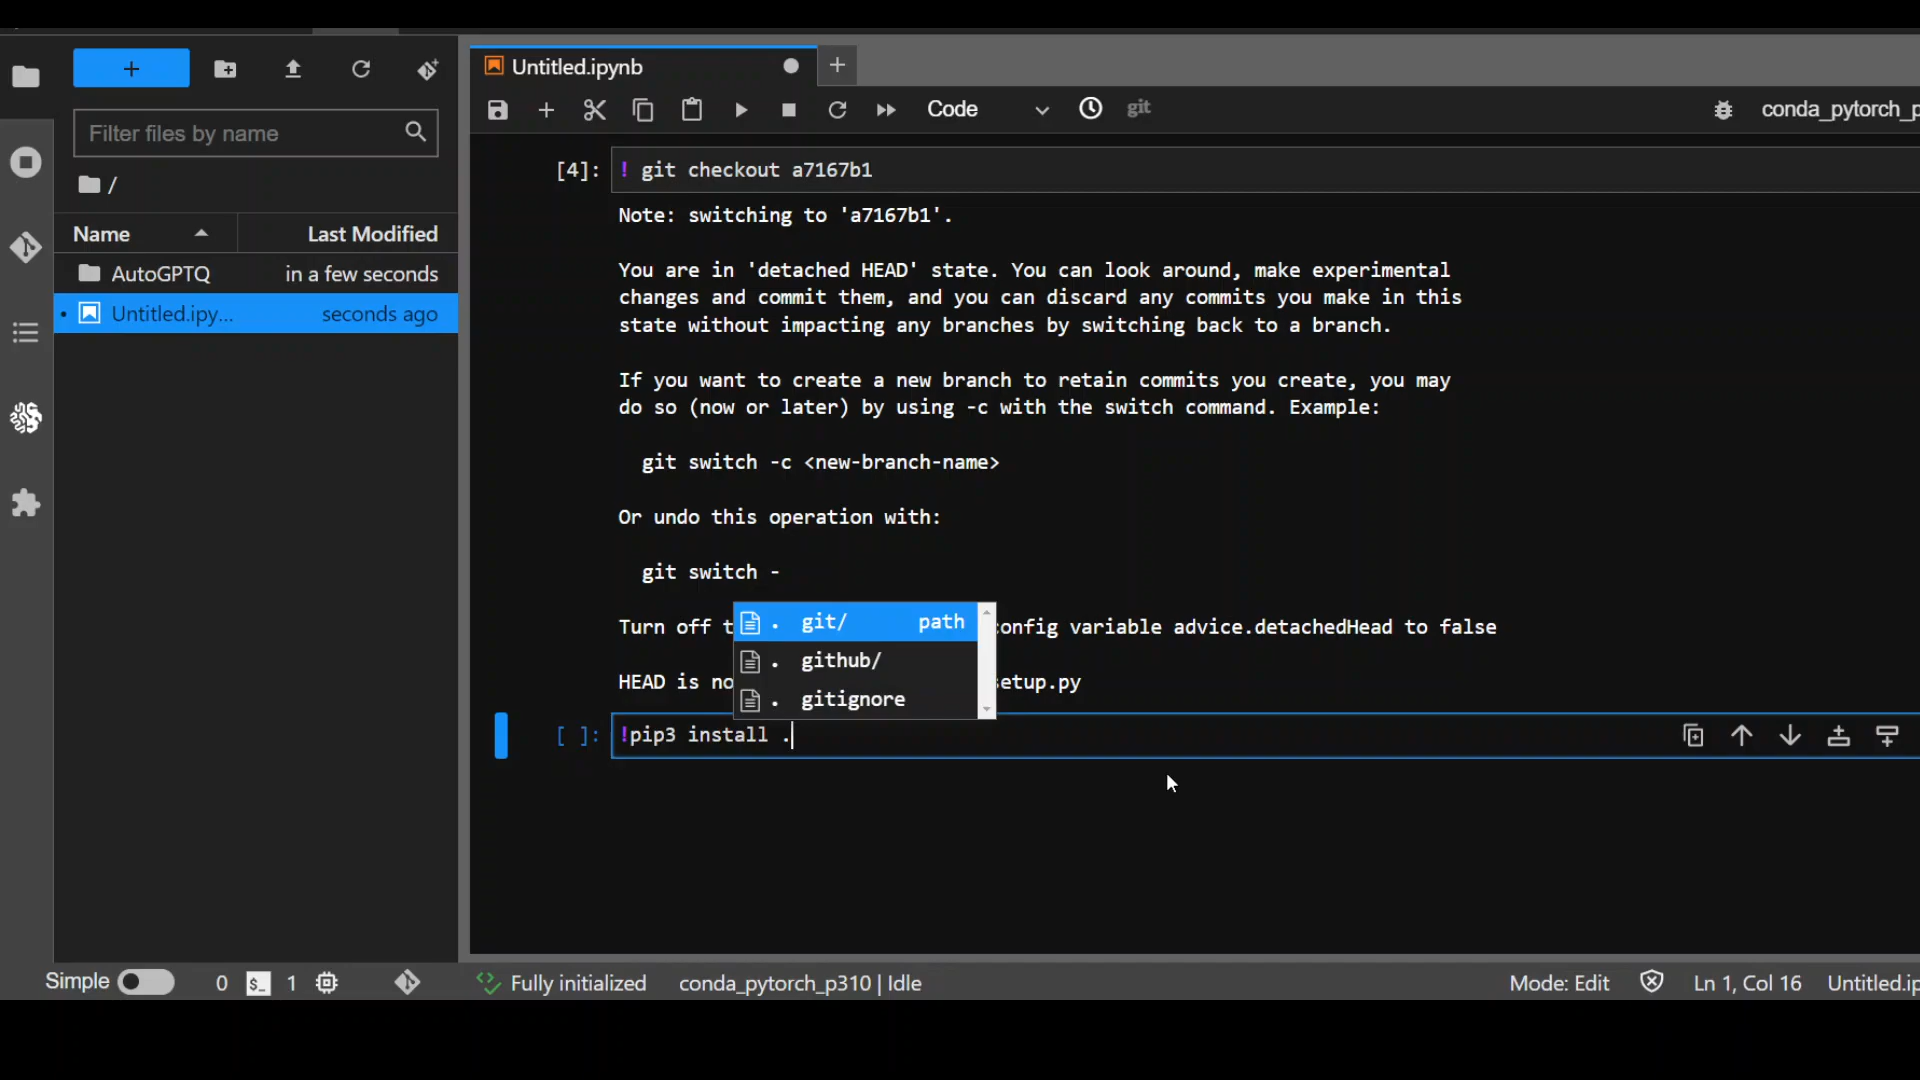 +
Filter files by name
/
Name Last Modified
AutoGPTQ in a few seconds
Untitled.ipy... seconds ago
Untitled.ipynb
+
Code git conda_pytorch_p
[4]: ! git checkout a7167b1
Note: switching to 'a7167b1'.
You are in 'detached HEAD' state. You can look around, make experimental
changes and commit them, and you can discard any commits you make in this
state without impacting any branches by switching back to a branch.
If you want to create a new branch to retain commits you create, you may
do so (now or later) by using -c with the switch command. Example:
git switch -c <new-branch-name>
Or undo this operation with:
git switch -
Turn off t
onfig variable advice.detachedHead to false
HEAD is no
etup.py
. git/ path
. github/
. gitignore
[ ]: !pip3 install .
Simple 0 $_ 1 Fully initialized conda_pytorch_p310 | Idle Mode: Edit Ln 1, Col 16 Untitled.ip